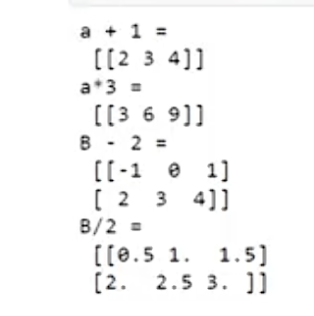 a + 1 =
 [[2 3 4]]
a*3 =
 [[3 6 9]]
B - 2 =
 [[-1  0  1]
 [ 2  3  4]]
B/2 =
 [[0.5 1.  1.5]
 [2.  2.5 3. ]]